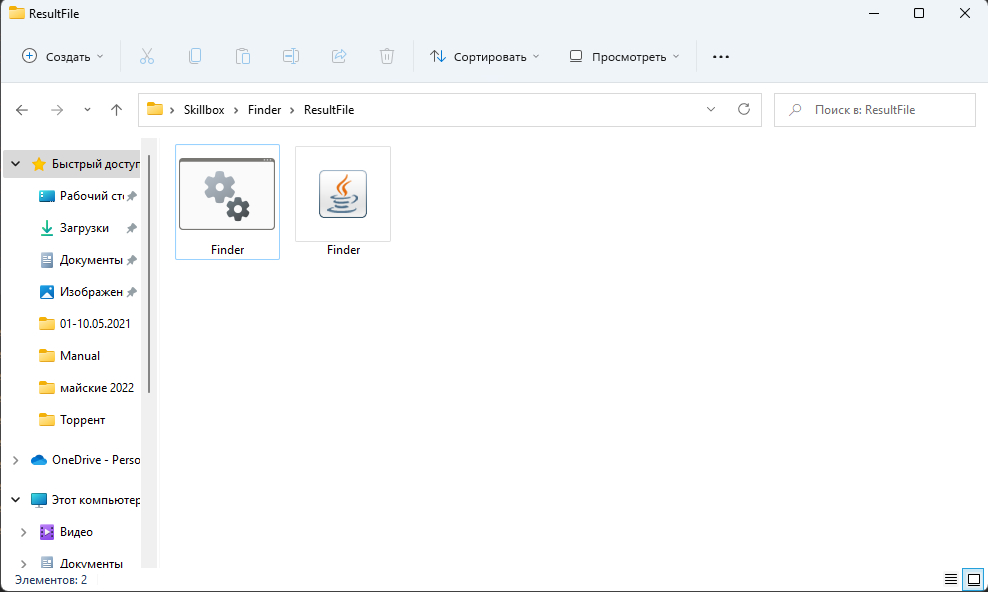 ResultFile
Создать
Сортировать
Просмотреть
Skillbox
Finder
ResultFile
Поиск в: ResultFile
Быстрый доступ
Рабочий сто
Загрузки
Документы
Изображен
01-10.05.2021
Manual
майские 2022
Торрент
OneDrive - Perso
Этот компьютер
Видео
Документы
Finder
Finder
Элементов: 2